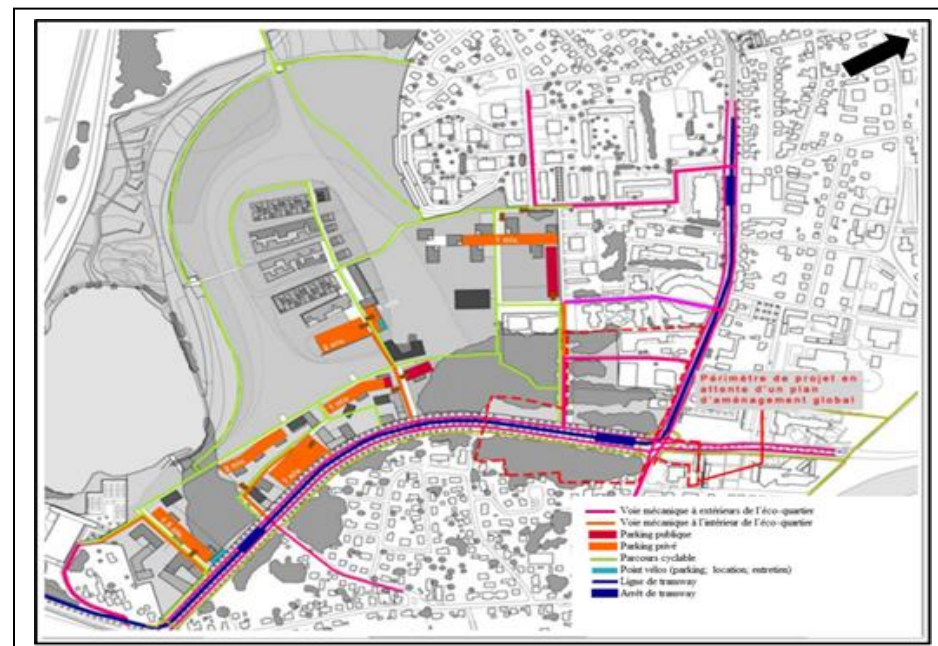 Périmètre de projet en
attente d'un plan
d'aménagement global
Voie mécanique à extérieurs de l'éco-quartier
Voie mécanique à l'intérieur de l'éco-quartier
Parking publique
Parking privé
Parcours cyclable
Point vélos (parking; location; entretien)
Ligne de tramway
Arrêt de tramway